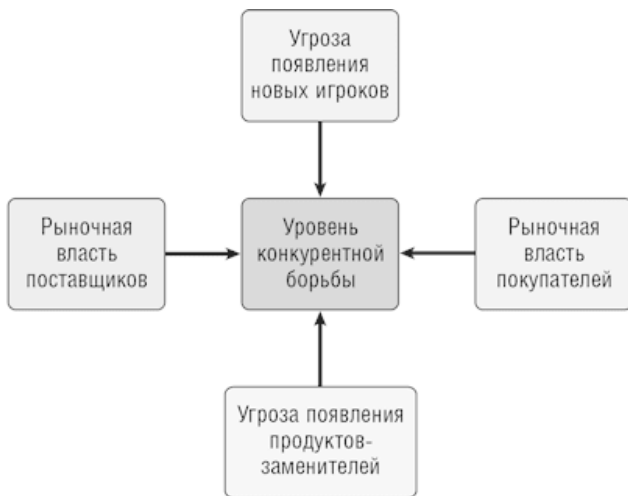 Угроза
появления
новых игроков
Рыночная
власть
поставщиков
Уровень
конкурентной
борьбы
Рыночная
власть
покупателей
Угроза появления
продуктов-
заменителей